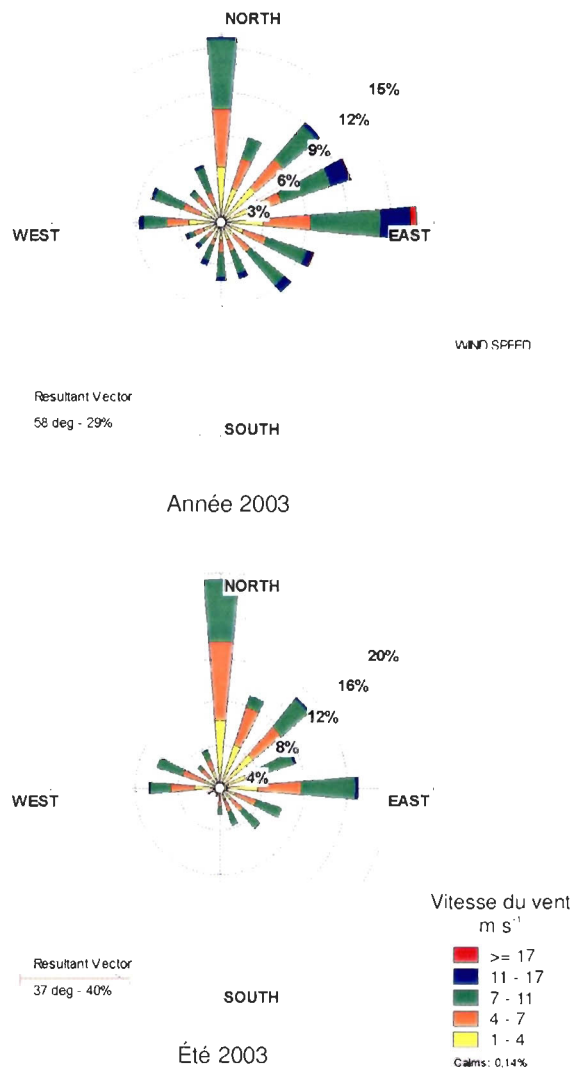 NORTH
15%
12%
9%
6%
3%
WEST
EAST
WIND SPEED
Resultant Vector
58 deg - 29%
SOUTH
Année 2003
NORTH
20%
16%
12%
8%
4%
WEST
EAST
Vitesse du vent
m s⁻¹
>= 17
11 - 17
7 - 11
4 - 7
1 - 4
Calms: 0,14%
Resultant Vector
37 deg - 40%
SOUTH
Été 2003